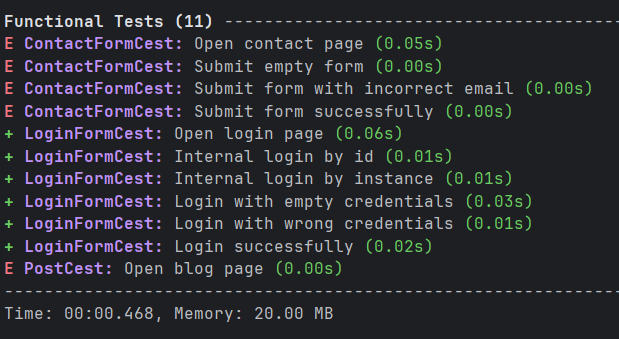 Functional Tests (11) ----------------------------------------
E ContactFormCest: Open contact page (0.05s)
E ContactFormCest: Submit empty form (0.00s)
E ContactFormCest: Submit form with incorrect email (0.00s)
E ContactFormCest: Submit form successfully (0.00s)
+ LoginFormCest: Open login page (0.06s)
+ LoginFormCest: Internal login by id (0.01s)
+ LoginFormCest: Internal login by instance (0.01s)
+ LoginFormCest: Login with empty credentials (0.03s)
+ LoginFormCest: Login with wrong credentials (0.01s)
+ LoginFormCest: Login successfully (0.02s)
E PostCest: Open blog page (0.00s)
--------------------------------------------------------------
Time: 00:00.468, Memory: 20.00 MB